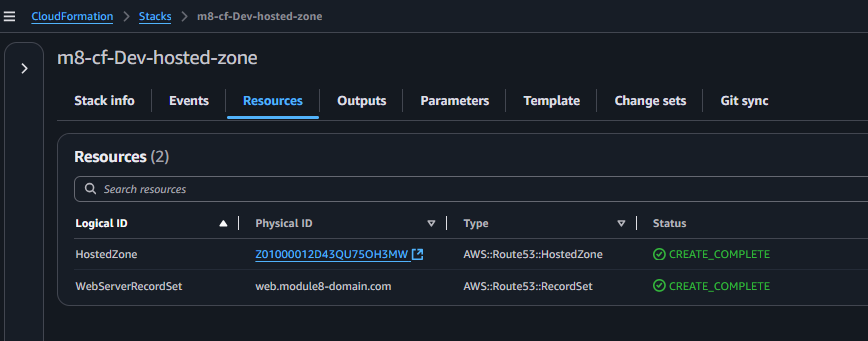 CloudFormation > Stacks > m8-cf-Dev-hosted-zone
m8-cf-Dev-hosted-zone
Stack info Events Resources Outputs Parameters Template Change sets Git sync
Resources (2)
Search resources
Logical ID Physical ID Type Status
HostedZone Z01000012D43QU75OH3MW AWS::Route53::HostedZone CREATE_COMPLETE
WebServerRecordSet web.module8-domain.com AWS::Route53::RecordSet CREATE_COMPLETE